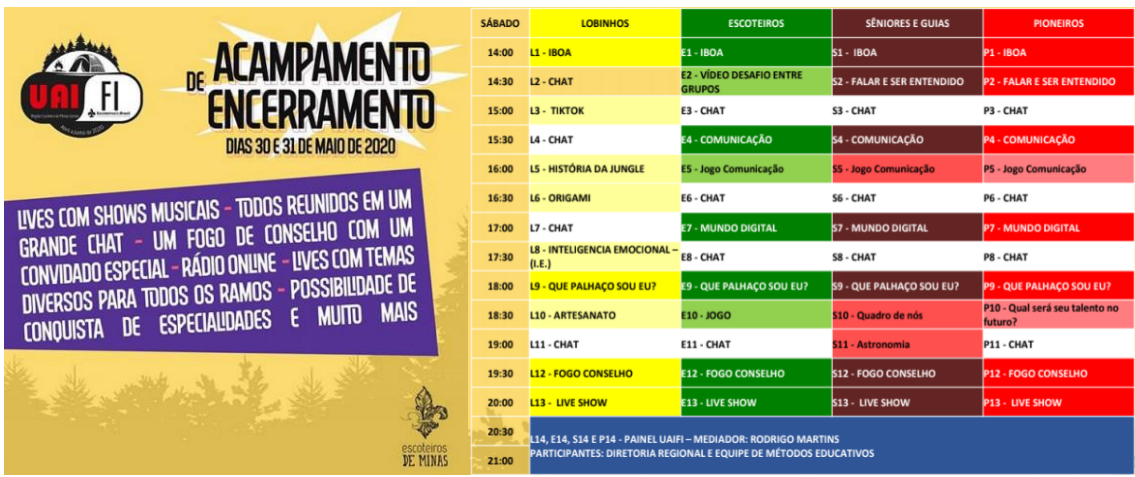 UAI FI
DE ACAMPAMENTO
ENCERRAMENTO
DIAS 30 E 31 DE MAIO DE 2020
LIVES COM SHOWS MUSICAIS - TODOS REUNIDOS EM UM
GRANDE CHAT - UM FOGO DE CONSELHO COM UM
CONVIDADO ESPECIAL - RÁDIO ONLINE - LIVES COM TEMAS
DIVERSOS PARA TODOS OS RAMOS - POSSIBILIDADE DE
CONQUISTA DE ESPECIALIDADES E MUITO MAIS
escoteiros
DE MINAS
SÁBADO LOBINHOS ESCOTEIROS SÊNIORES E GUIAS PIONEIROS
14:00 L1 - IBOA E1 - IBOA S1 - IBOA P1 - IBOA
14:30 L2 - CHAT E2 - VÍDEO DESAFIO ENTRE GRUPOS S2 - FALAR E SER ENTENDIDO P2 - FALAR E SER ENTENDIDO
15:00 L3 - TIKTOK E3 - CHAT S3 - CHAT P3 - CHAT
15:30 L4 - CHAT E4 - COMUNICAÇÃO S4 - COMUNICAÇÃO P4 - COMUNICAÇÃO
16:00 L5 - HISTÓRIA DA JUNGLE E5 - Jogo Comunicação S5 - Jogo Comunicação P5 - Jogo Comunicação
16:30 L6 - ORIGAMI E6 - CHAT S6 - CHAT P6 - CHAT
17:00 L7 - CHAT E7 - MUNDO DIGITAL S7 - MUNDO DIGITAL P7 - MUNDO DIGITAL
17:30 L8 - INTELIGENCIA EMOCIONAL – (I.E.) E8 - CHAT S8 - CHAT P8 - CHAT
18:00 L9 - QUE PALHAÇO SOU EU? E9 - QUE PALHAÇO SOU EU? S9 - QUE PALHAÇO SOU EU? P9 - QUE PALHAÇO SOU EU?
18:30 L10 - ARTESANATO E10 - JOGO S10 - Quadro de nós P10 - Qual será seu talento no futuro?
19:00 L11 - CHAT E11 - CHAT S11 - Astronomia P11 - CHAT
19:30 L12 - FOGO CONSELHO E12 - FOGO CONSELHO S12 - FOGO CONSELHO P12 - FOGO CONSELHO
20:00 L13 - LIVE SHOW E13 - LIVE SHOW S13 - LIVE SHOW P13 - LIVE SHOW
20:30 L14, E14, S14 E P14 - PAINEL UAIFI – MEDIADOR: RODRIGO MARTINS
21:00 PARTICIPANTES: DIRETORIA REGIONAL E EQUIPE DE MÉTODOS EDUCATIVOS